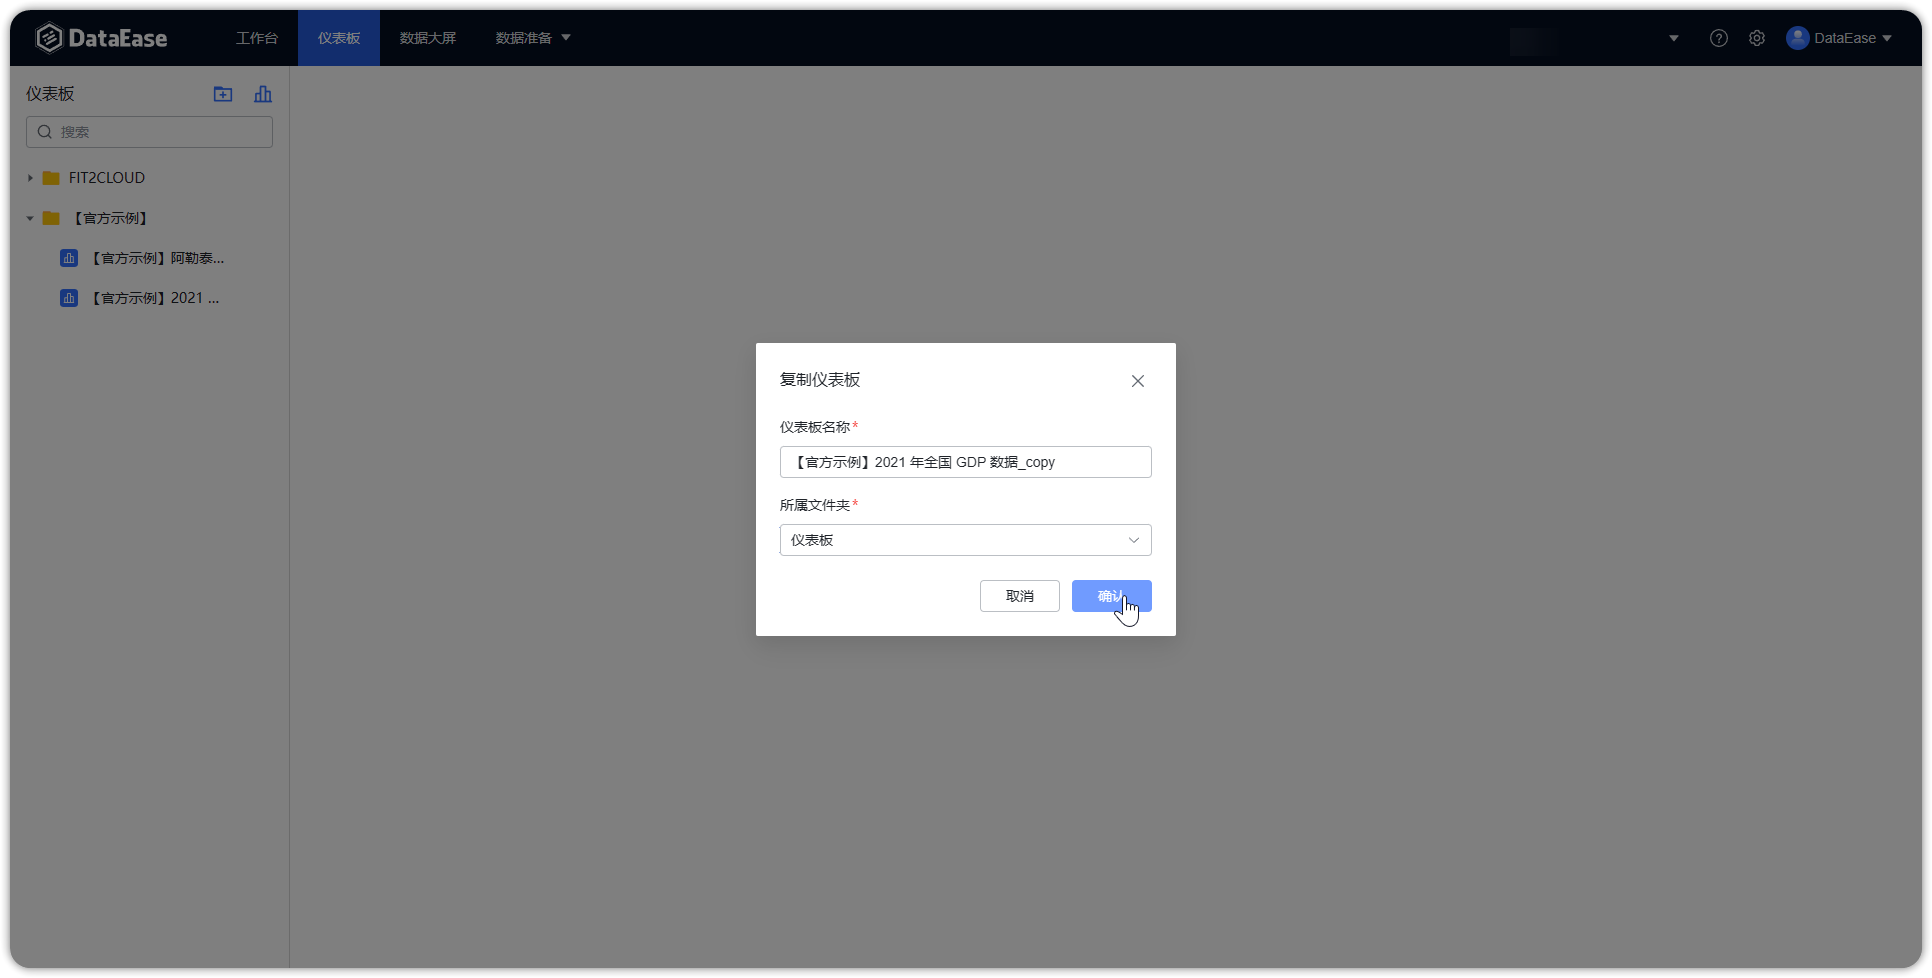 DataEase
工作台
仪表板
数据大屏
数据准备
DataEase
仪表板
搜索
FIT2CLOUD
【官方示例】
【官方示例】阿勒泰...
【官方示例】2021 ...
复制仪表板
仪表板名称*
【官方示例】2021 年全国 GDP 数据_copy
所属文件夹*
仪表板
取消
确认